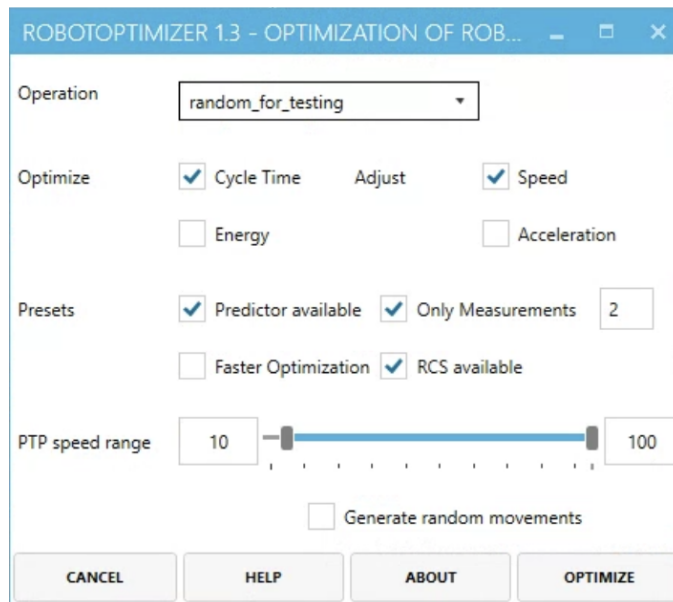 ROBOTOPTIMIZER 1.3 - OPTIMIZATION OF ROB...
Operation random_for_testing
Optimize Cycle Time Adjust Speed
Energy Acceleration
Presets Predictor available Only Measurements 2
Faster Optimization RCS available
PTP speed range 10 100
Generate random movements
CANCEL HELP ABOUT OPTIMIZE